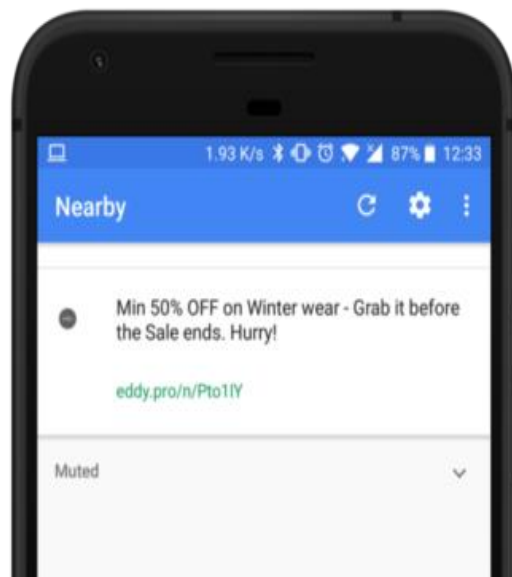 1.93 K/s 87% 12:33
Nearby
Min 50% OFF on Winter wear - Grab it before
the Sale ends. Hurry!
eddy.pro/n/Pto1IY
Muted